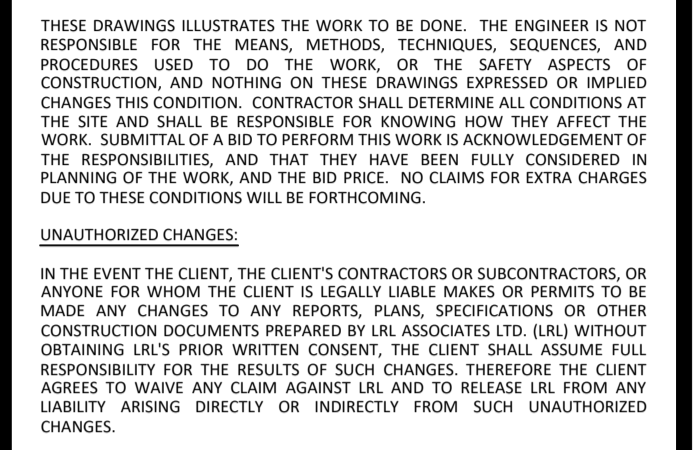 THESE DRAWINGS ILLUSTRATES THE WORK TO BE DONE.  THE ENGINEER IS NOT
RESPONSIBLE FOR THE MEANS, METHODS, TECHNIQUES, SEQUENCES, AND
PROCEDURES USED TO DO THE WORK, OR THE SAFETY ASPECTS OF
CONSTRUCTION, AND NOTHING ON THESE DRAWINGS EXPRESSED OR IMPLIED
CHANGES THIS CONDITION.  CONTRACTOR SHALL DETERMINE ALL CONDITIONS AT
THE SITE AND SHALL BE RESPONSIBLE FOR KNOWING HOW THEY AFFECT THE
WORK.  SUBMITTAL OF A BID TO PERFORM THIS WORK IS ACKNOWLEDGEMENT OF
THE RESPONSIBILITIES, AND THAT THEY HAVE BEEN FULLY CONSIDERED IN
PLANNING OF THE WORK, AND THE BID PRICE.  NO CLAIMS FOR EXTRA CHARGES
DUE TO THESE CONDITIONS WILL BE FORTHCOMING.
UNAUTHORIZED CHANGES:
IN THE EVENT THE CLIENT, THE CLIENT'S CONTRACTORS OR SUBCONTRACTORS, OR
ANYONE FOR WHOM THE CLIENT IS LEGALLY LIABLE MAKES OR PERMITS TO BE
MADE ANY CHANGES TO ANY REPORTS, PLANS, SPECIFICATIONS OR OTHER
CONSTRUCTION DOCUMENTS PREPARED BY LRL ASSOCIATES LTD. (LRL) WITHOUT
OBTAINING LRL'S PRIOR WRITTEN CONSENT, THE CLIENT SHALL ASSUME FULL
RESPONSIBILITY FOR THE RESULTS OF SUCH CHANGES. THEREFORE THE CLIENT
AGREES TO WAIVE ANY CLAIM AGAINST LRL AND TO RELEASE LRL FROM ANY
LIABILITY ARISING DIRECTLY OR INDIRECTLY FROM SUCH UNAUTHORIZED
CHANGES.